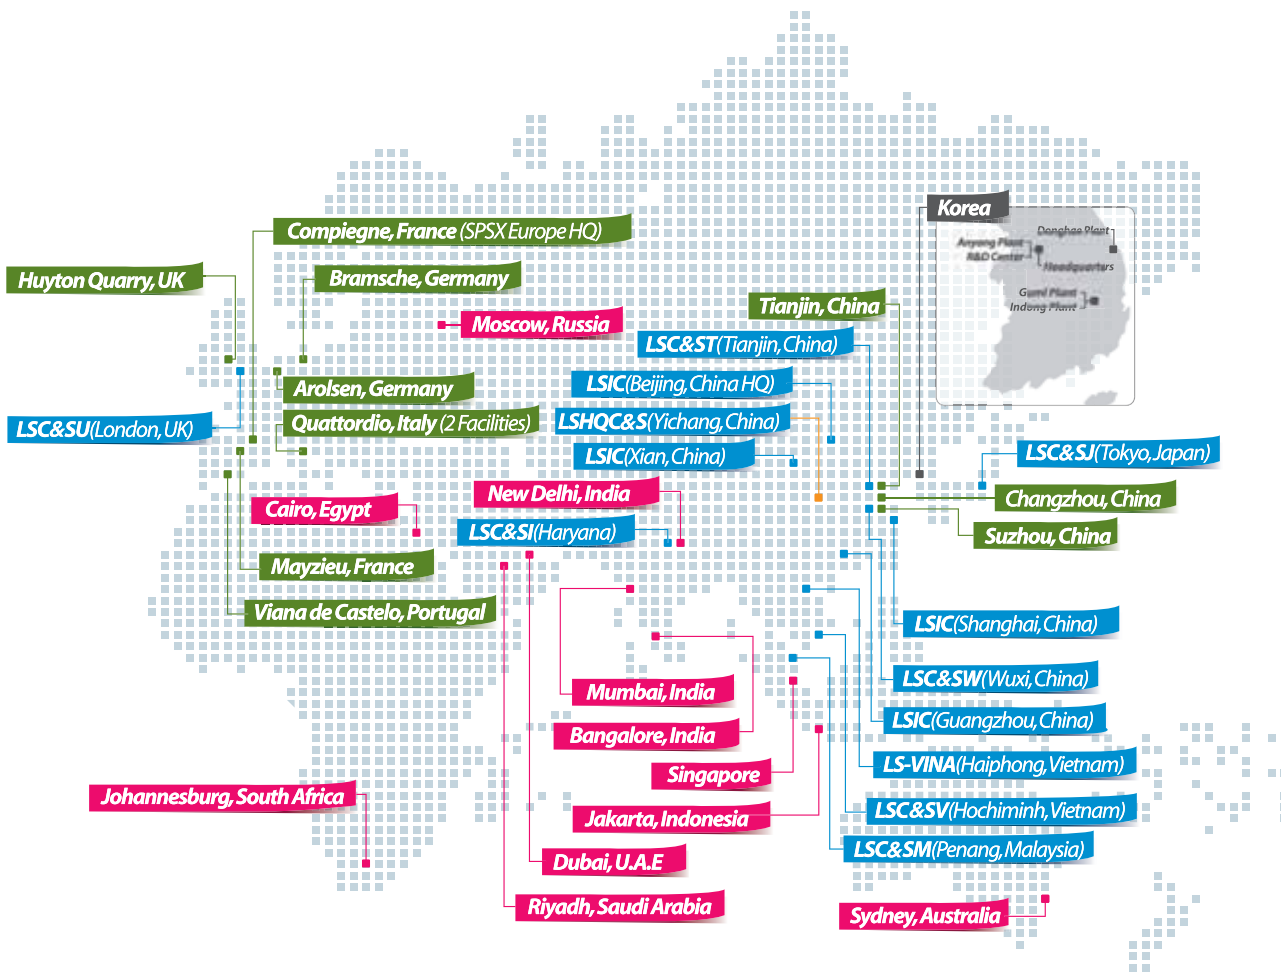 Korea
Donghae Plant
Anyang Plant
R&D Center
Headquarters
Gumi Plant
Indong Plant
Compiegne, France (SPSX Europe HQ)
Huyton Quarry, UK
Bramsche, Germany
Tianjin, China
Moscow, Russia
LSC&ST(Tianjin, China)
Arolsen, Germany
LSIC(Beijing, China HQ)
LSC&SU(London, UK)
Quattordio, Italy (2 Facilities)
LSHQC&S(Yichang, China)
LSIC(Xian, China)
LSC&SJ(Tokyo, Japan)
New Delhi, India
Changzhou, China
Cairo, Egypt
LSC&SI(Haryana)
Suzhou, China
Mayzieu, France
Viana de Castelo, Portugal
LSIC(Shanghai, China)
Mumbai, India
LSC&SW(Wuxi, China)
Bangalore, India
LSIC(Guangzhou, China)
Singapore
LS-VINA(Haiphong, Vietnam)
Johannesburg, South Africa
Jakarta, Indonesia
LSC&SV(Hochiminh, Vietnam)
Dubai, U.A.E
LSC&SM(Penang, Malaysia)
Riyadh, Saudi Arabia
Sydney, Australia